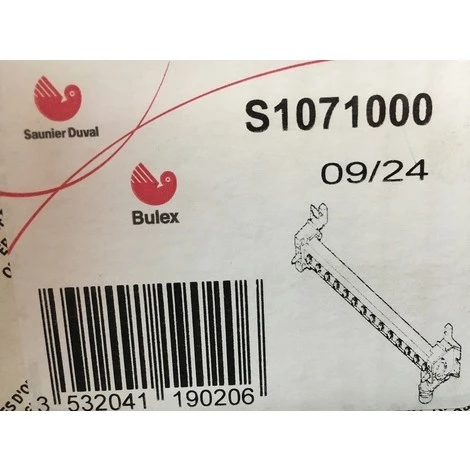 Saunier Duval
S1071000
09/24
Bulex
3 532041 190206